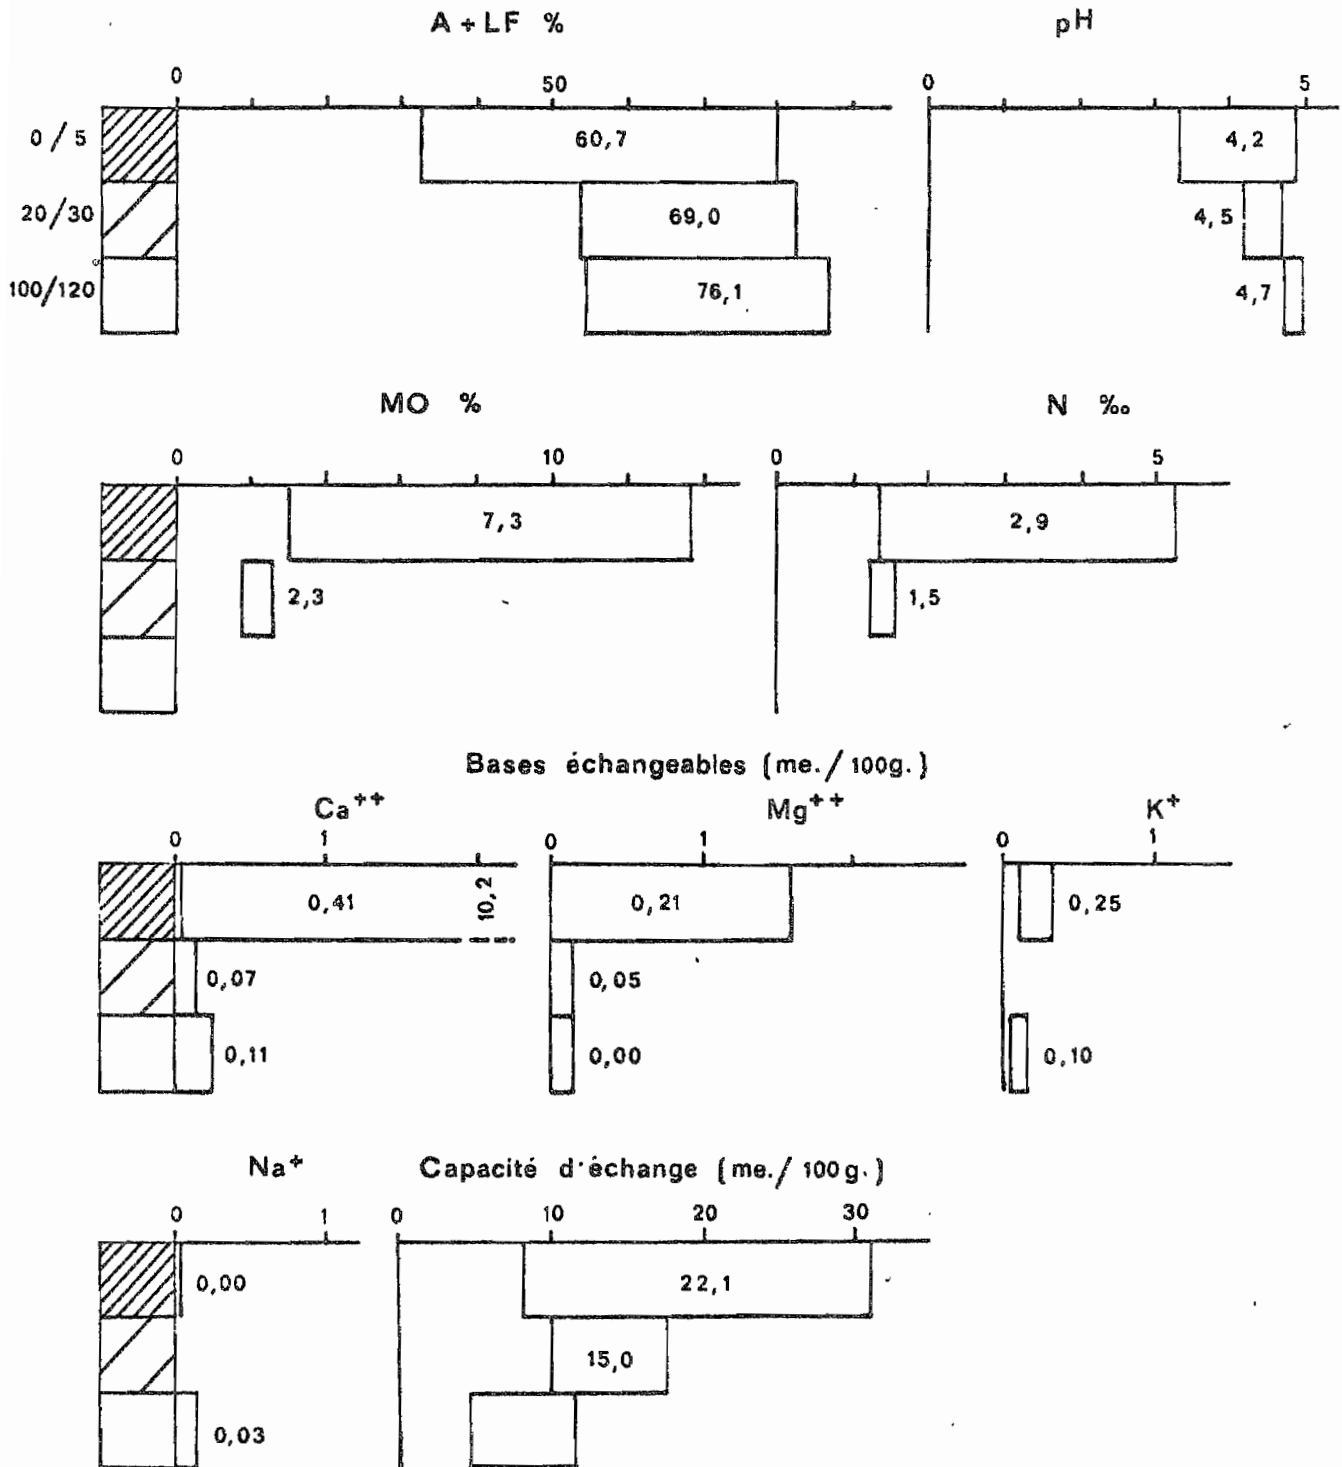 A + LF %
pH
0 50
0 5
0 / 5 60,7 4,2
20/30 69,0 4,5
100/120 76,1 4,7
MO %
N ‰
0 10
0 5
7,3 2,9
2,3 1,5
Bases échangeables (me./100g.)
Ca++ Mg++ K+
0 1
0 1
0 1
0,41 10,2 0,21 0,25
0,07 0,05
0,11 0,00 0,10
Na+ Capacité d'échange (me./100g.)
0 1
0 10 20 30
0,00 22,1
15,0
0,03